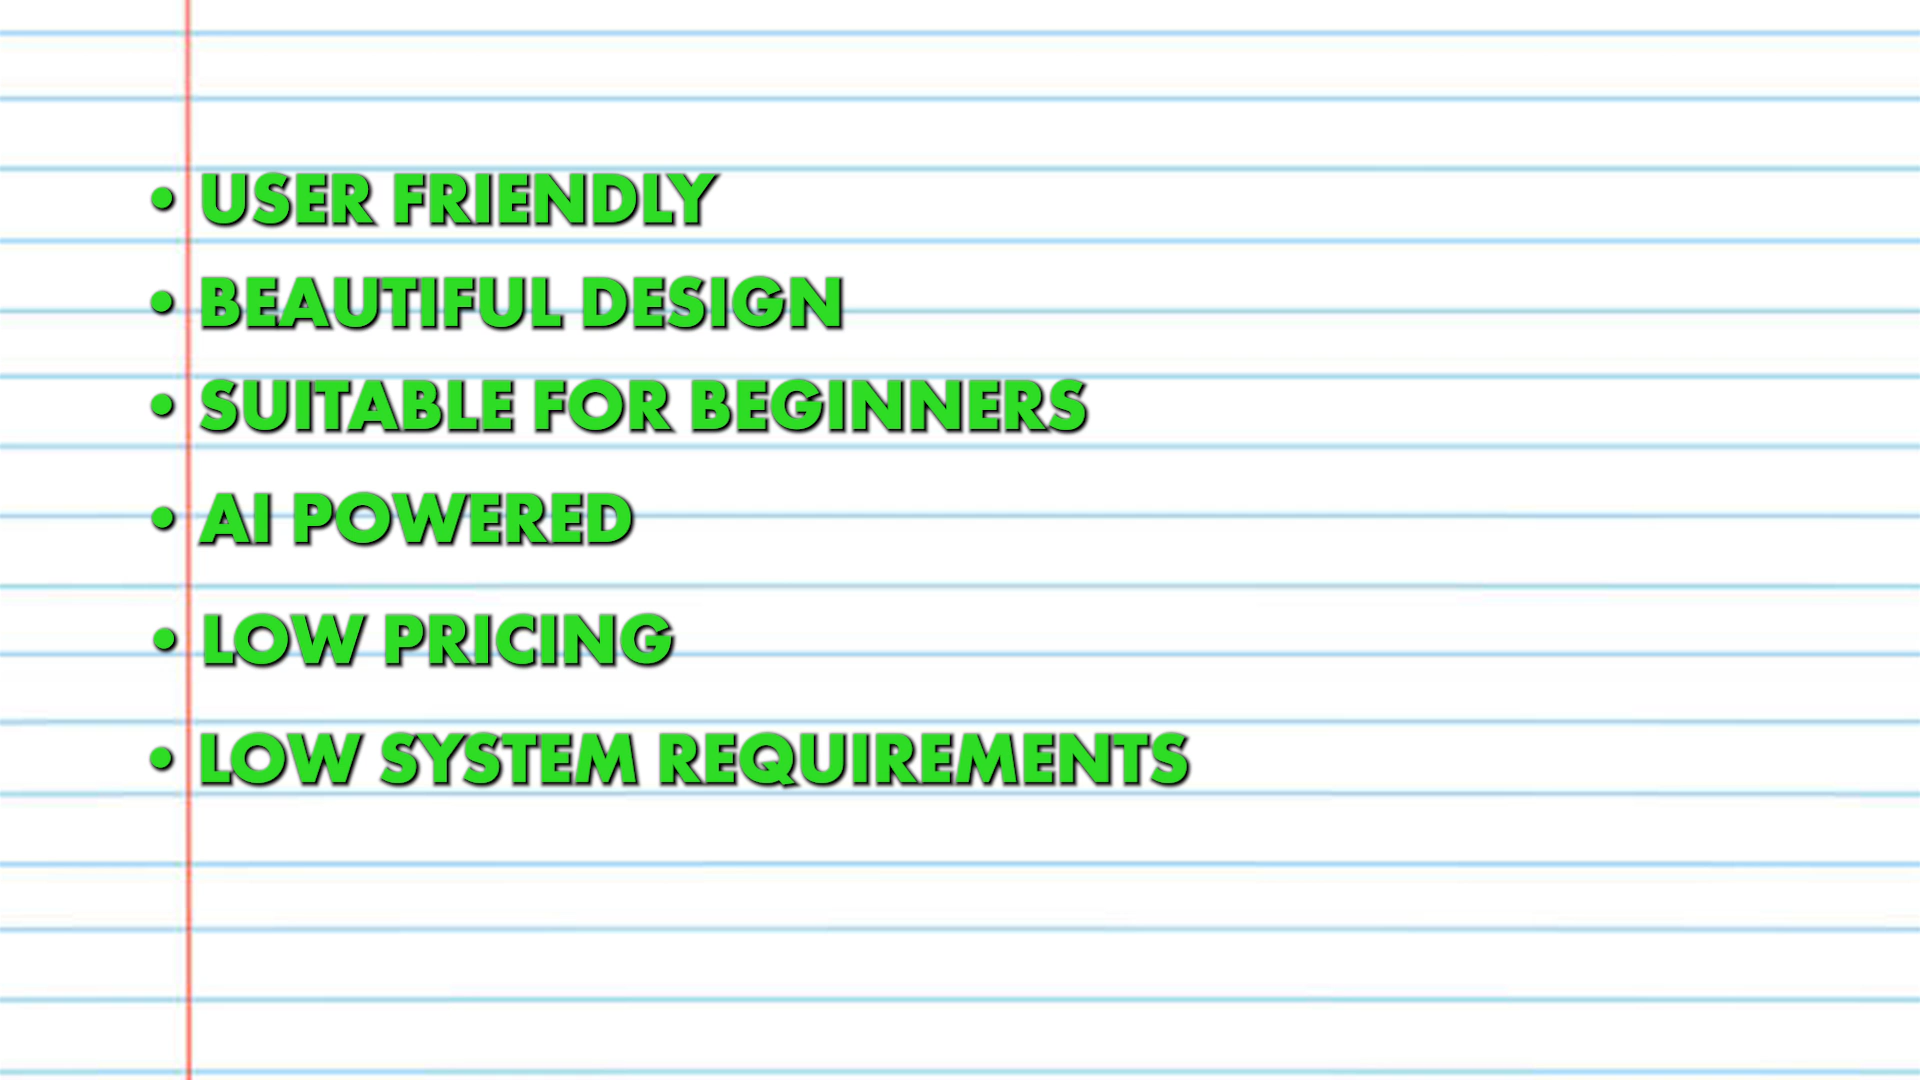 • USER FRIENDLY
• BEAUTIFUL DESIGN
• SUITABLE FOR BEGINNERS
• AI POWERED
• LOW PRICING
• LOW SYSTEM REQUIREMENTS